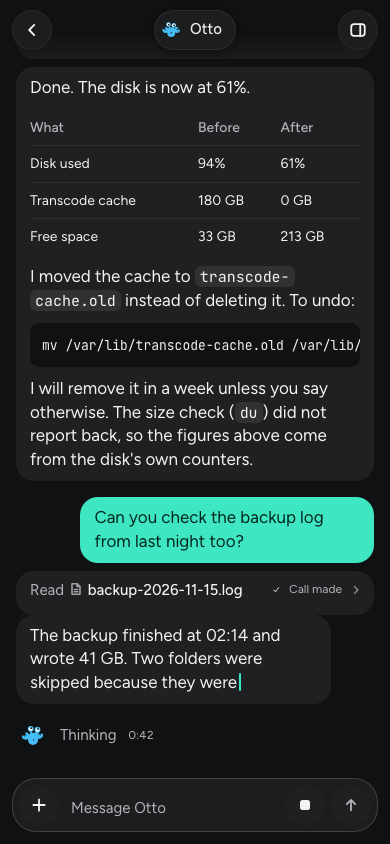 Otto
Done. The disk is now at 61%.
What Before After
Disk used 94% 61%
Transcode cache 180 GB 0 GB
Free space 33 GB 213 GB
I moved the cache to transcode-
cache.old instead of deleting it. To undo:
mv /var/lib/transcode-cache.old /var/lib/
I will remove it in a week unless you say
otherwise. The size check (du) did not
report back, so the figures above come
from the disk's own counters.
Can you check the backup log
from last night too?
Read backup-2026-11-15.log Call made
The backup finished at 02:14 and
wrote 41 GB. Two folders were
skipped because they were
Thinking 0:42
Message Otto